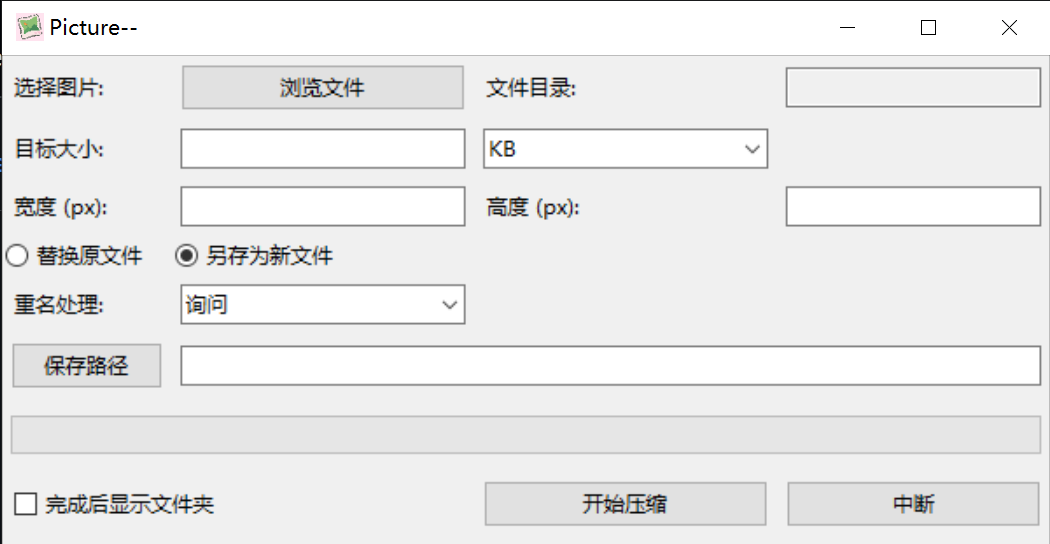 Picture--
选择图片: 浏览文件 文件目录:
目标大小: KB
宽度 (px): 高度 (px):
替换原文件 另存为新文件
重名处理: 询问
保存路径
完成后显示文件夹 开始压缩 中断